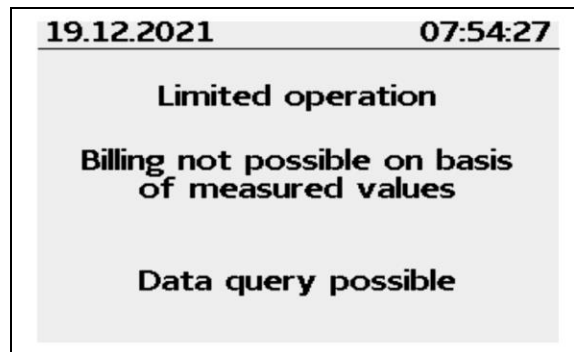 19.12.2021 07:54:27
Limited operation
Billing not possible on basis
of measured values
Data query possible